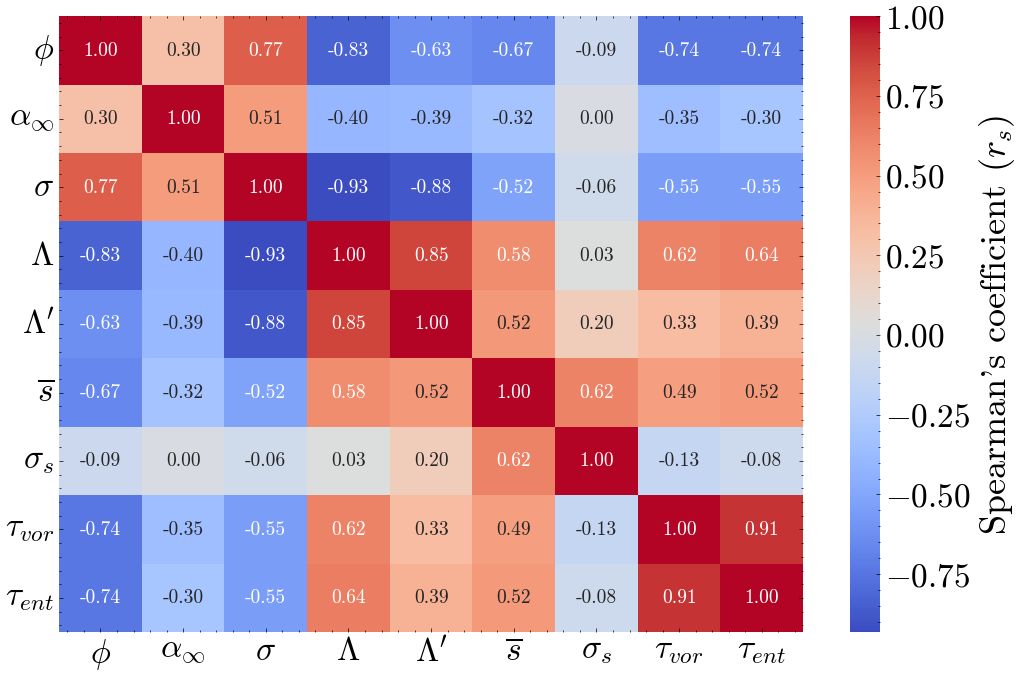 ϕ 1.00 0.30 0.77 -0.83 -0.63 -0.67 -0.09 -0.74 -0.74
α∞ 0.30 1.00 0.51 -0.40 -0.39 -0.32 0.00 -0.35 -0.30
σ 0.77 0.51 1.00 -0.93 -0.88 -0.52 -0.06 -0.55 -0.55
Λ -0.83 -0.40 -0.93 1.00 0.85 0.58 0.03 0.62 0.64
Λ′ -0.63 -0.39 -0.88 0.85 1.00 0.52 0.20 0.33 0.39
s̅ -0.67 -0.32 -0.52 0.58 0.52 1.00 0.62 0.49 0.52
σₛ -0.09 0.00 -0.06 0.03 0.20 0.62 1.00 -0.13 -0.08
τ_vor -0.74 -0.35 -0.55 0.62 0.33 0.49 -0.13 1.00 0.91
τ_ent -0.74 -0.30 -0.55 0.64 0.39 0.52 -0.08 0.91 1.00
ϕ α∞ σ Λ Λ′ s̅ σₛ τ_vor τ_ent
1.00
0.75
0.50
0.25
0.00
−0.25
−0.50
−0.75
Spearman's coefficient (rₛ)